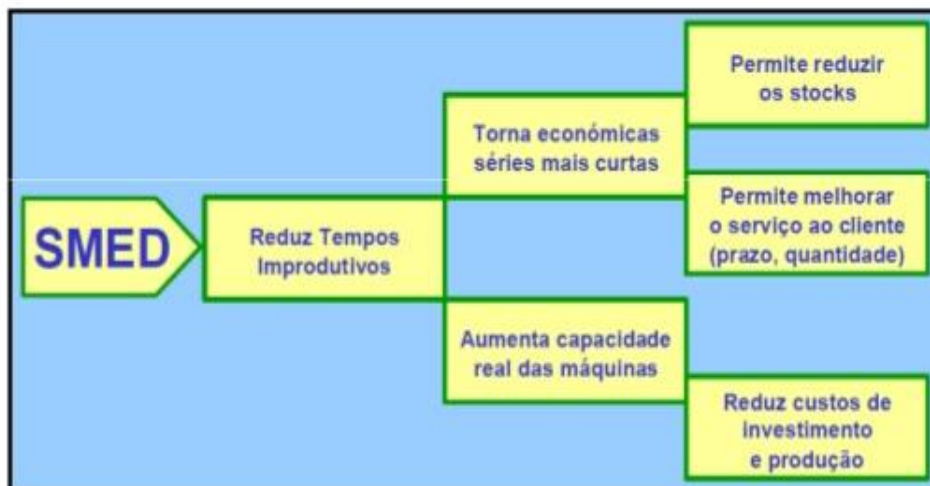 SMED
Reduz Tempos
Improdutivos
Torna económicas
séries mais curtas
Permite reduzir
os stocks
Permite melhorar
o serviço ao cliente
(prazo, quantidade)
Aumenta capacidade
real das máquinas
Reduz custos de
investimento
e produção